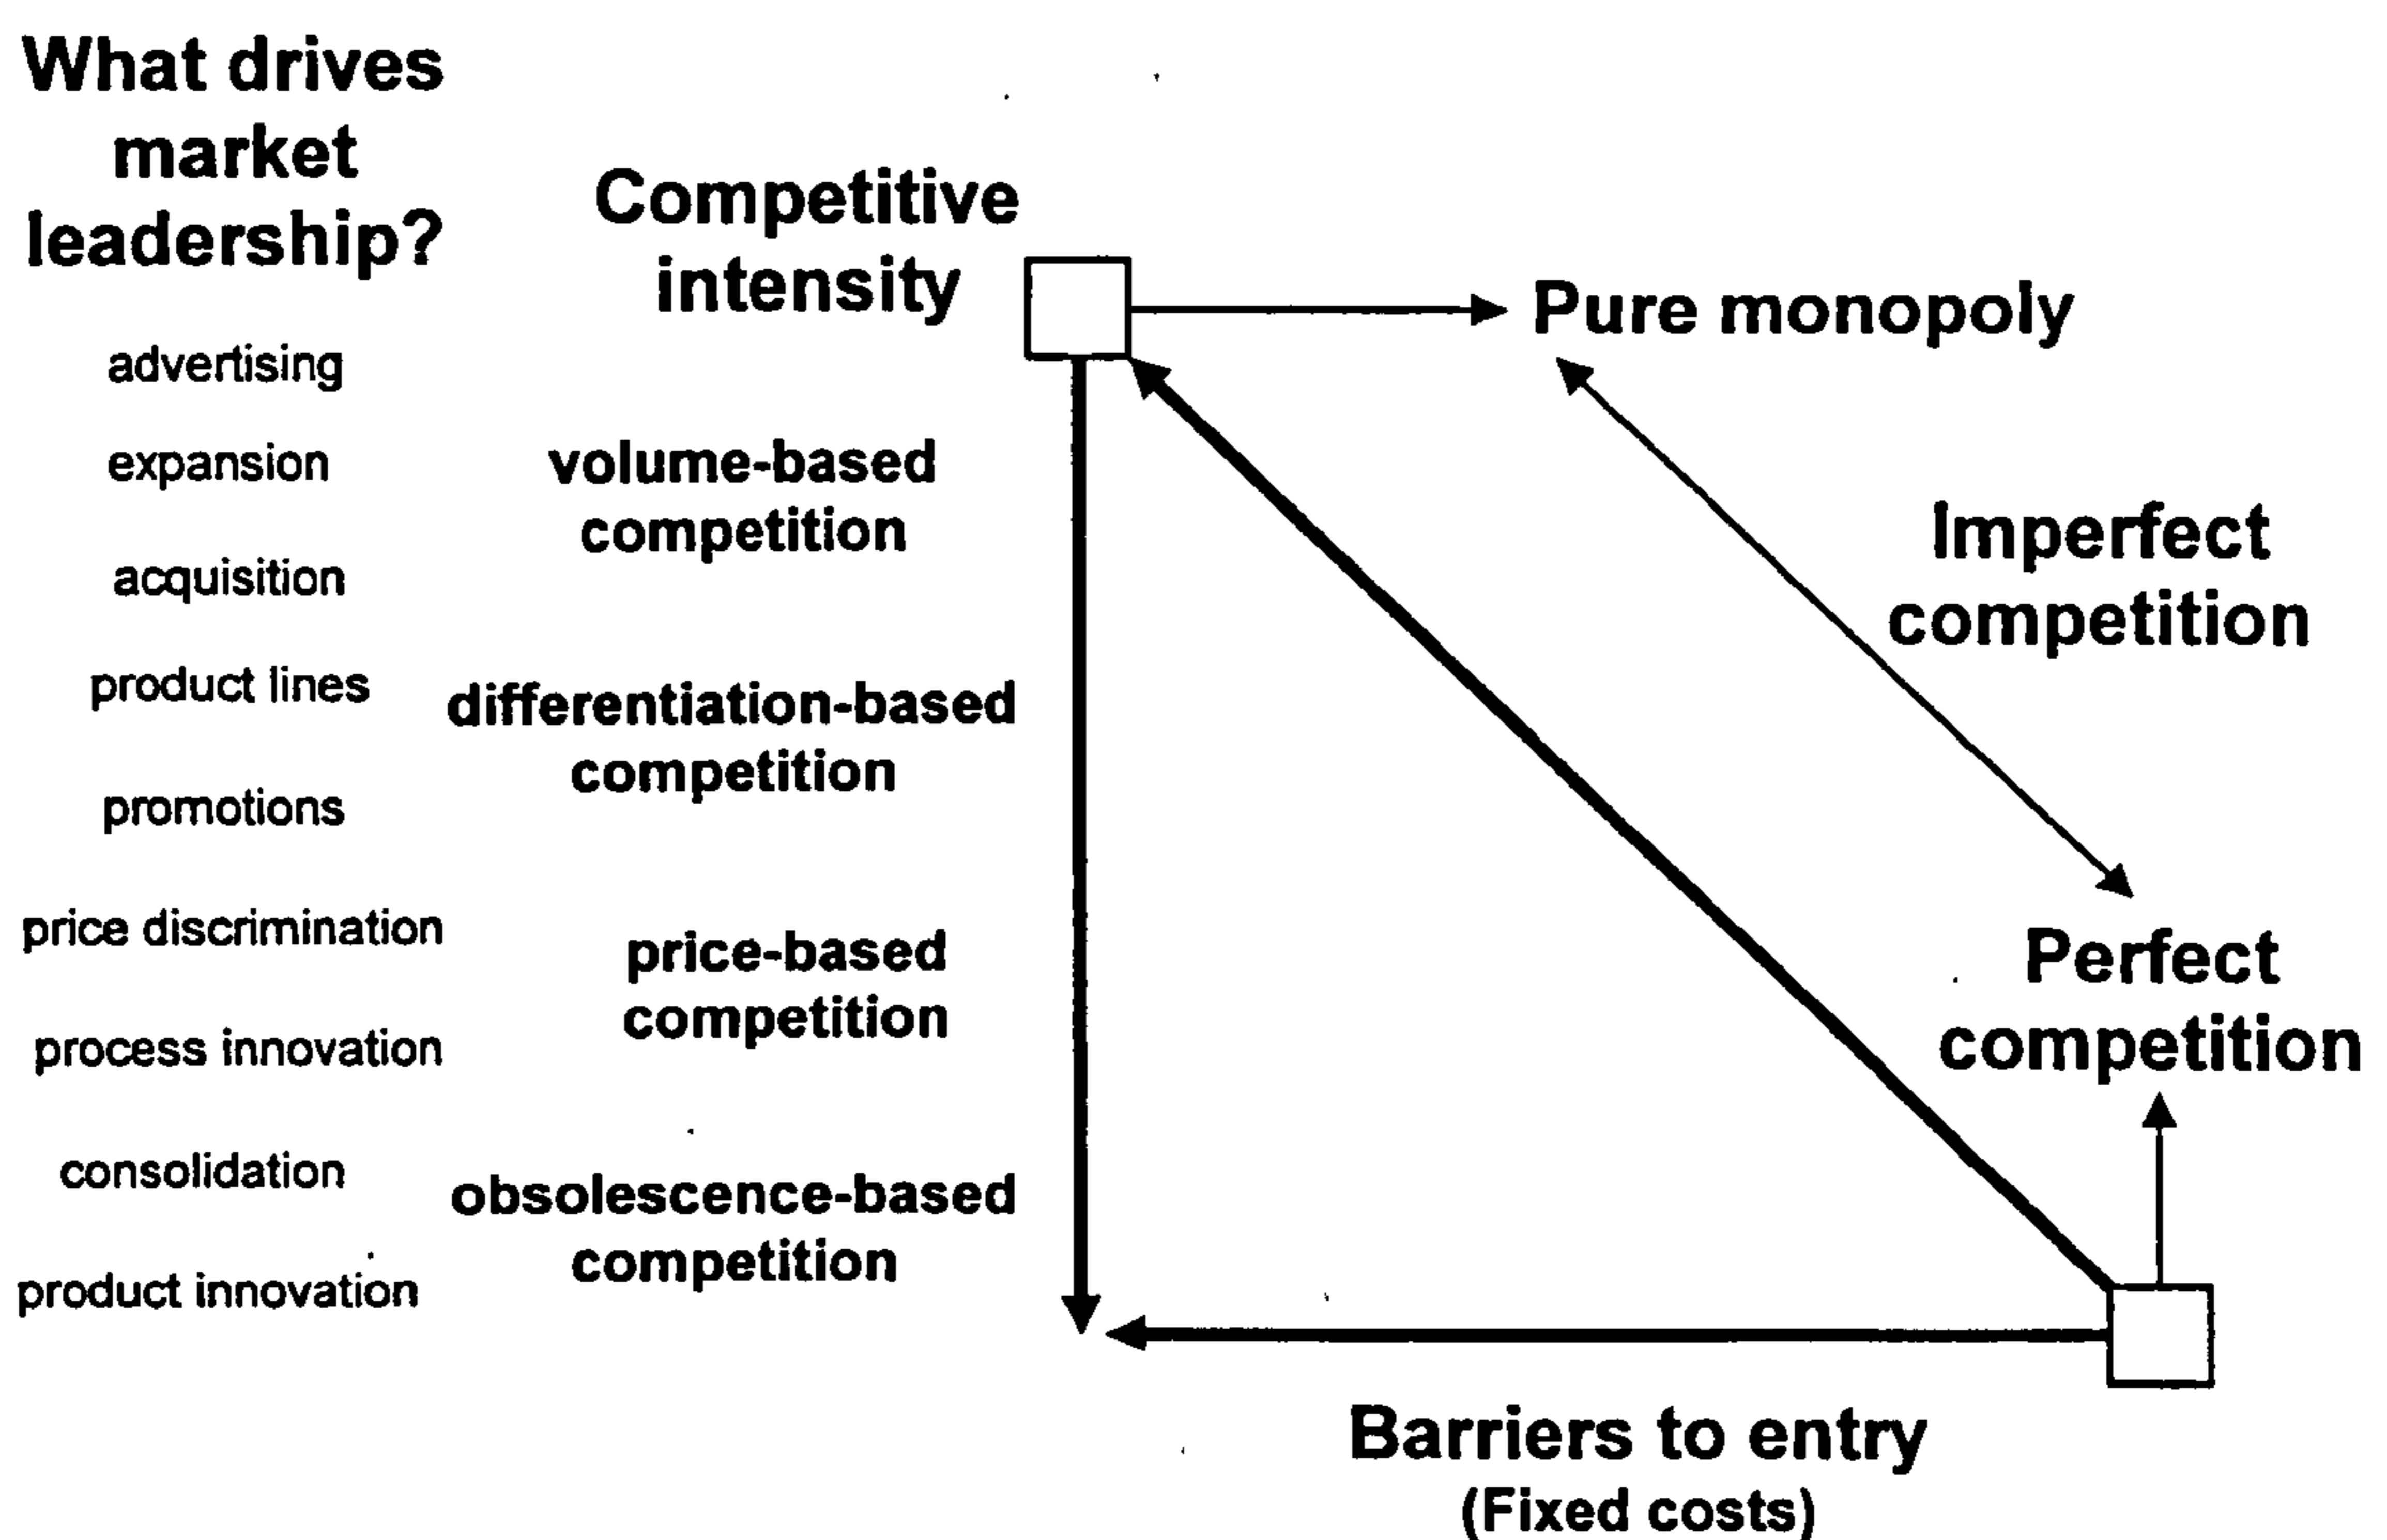 What drives
market
leadership?
advertising
expansion
acquisition
product lines
promotions
price discrimination
process innovation
consolidation
product innovation
Competitive
intensity
volume-based
competition
differentiation-based
competition
price-based
competition
obsolescence-based
competition
Pure monopoly
Imperfect
competition
Perfect
competition
Barriers to entry
(Fixed costs)